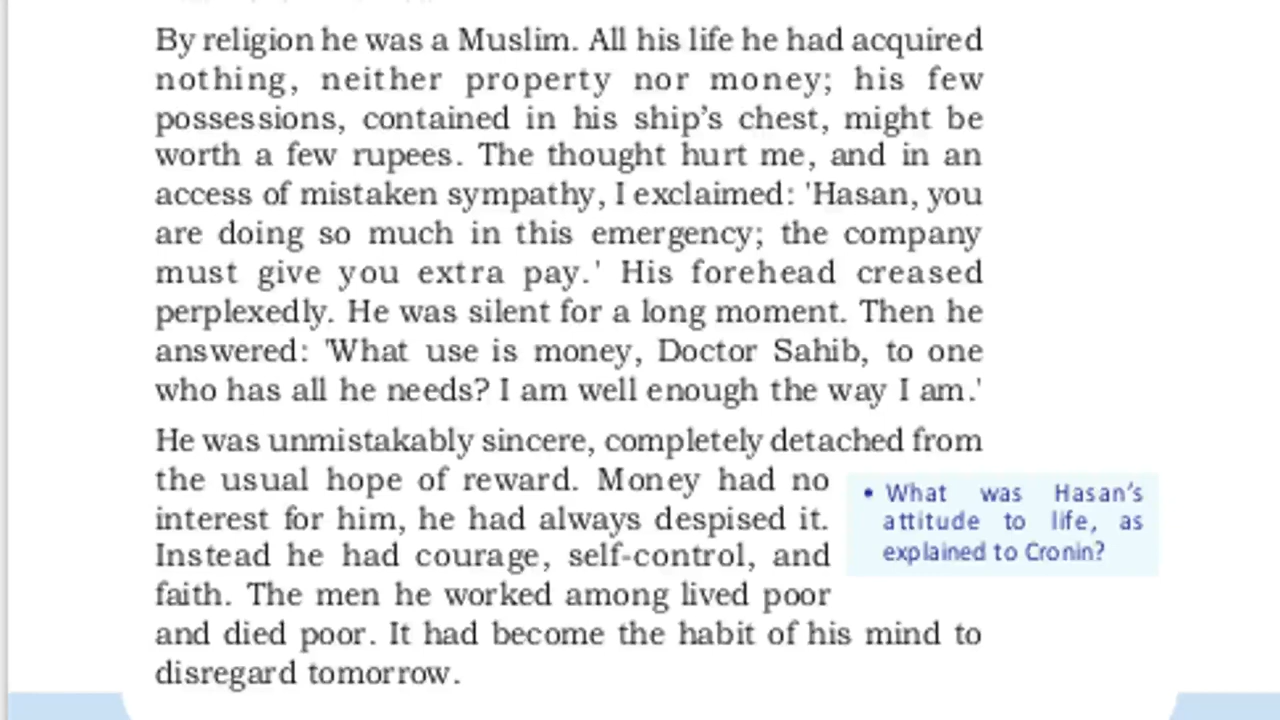 By religion he was a Muslim. All his life he had acquired
nothing, neither property nor money; his few
possessions, contained in his ship's chest, might be
worth a few rupees. The thought hurt me, and in an
access of mistaken sympathy, I exclaimed: 'Hasan, you
are doing so much in this emergency; the company
must give you extra pay.' His forehead creased
perplexedly. He was silent for a long moment. Then he
answered: 'What use is money, Doctor Sahib, to one
who has all he needs? I am well enough the way I am.'
He was unmistakably sincere, completely detached from
the usual hope of reward. Money had no
interest for him, he had always despised it.
Instead he had courage, self-control, and
faith. The men he worked among lived poor
and died poor. It had become the habit of his mind to
disregard tomorrow.
• What was Hasan's
attitude to life, as
explained to Cronin?